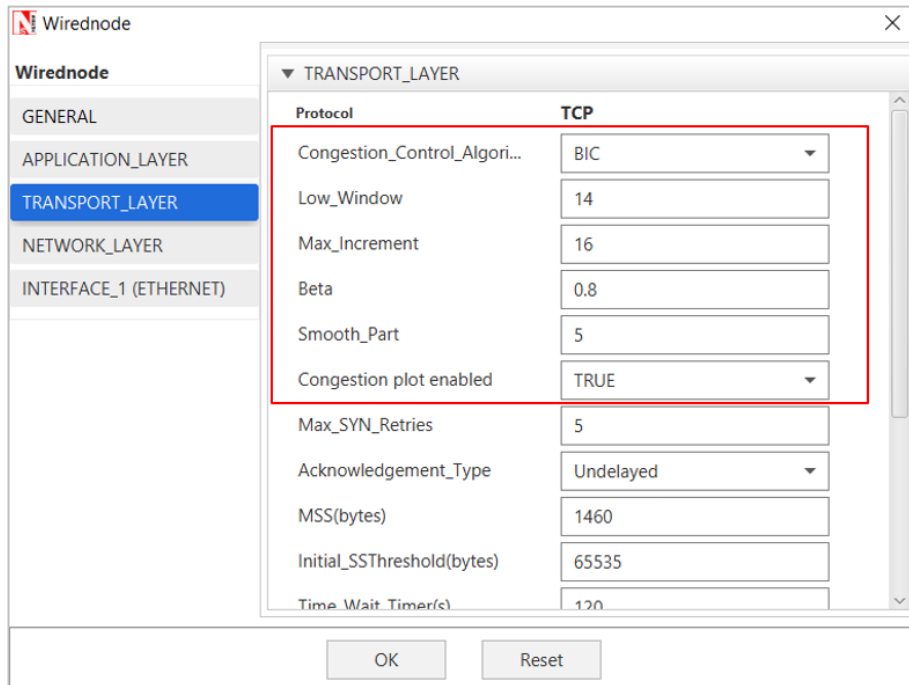 Wirednode
Wirednode
GENERAL
APPLICATION_LAYER
TRANSPORT_LAYER
NETWORK_LAYER
INTERFACE_1 (ETHERNET)
TRANSPORT_LAYER
Protocol TCP
Congestion_Control_Algori... BIC
Low_Window 14
Max_Increment 16
Beta 0.8
Smooth_Part 5
Congestion plot enabled TRUE
Max_SYN_Retries 5
Acknowledgement_Type Undelayed
MSS(bytes) 1460
Initial_SSThreshold(bytes) 65535
Time_Wait_Timer(s) 120
OK Reset